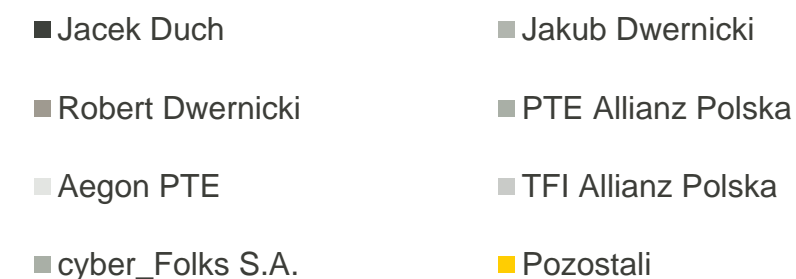 Jacek Duch Jakub Dwernicki
Robert Dwernicki PTE Allianz Polska
Aegon PTE TFI Allianz Polska
cyber_Folks S.A. Pozostali